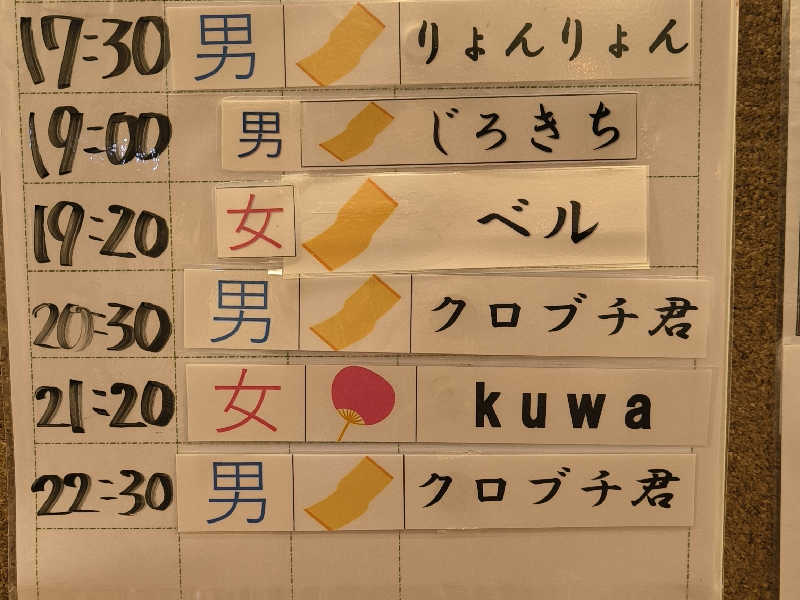 17:30 男 りょんりょん
19:00 男 じろきち
19:20 女 ベル
20:30 男 クロブチ君
21:20 女 kuwa
22:30 男 クロブチ君